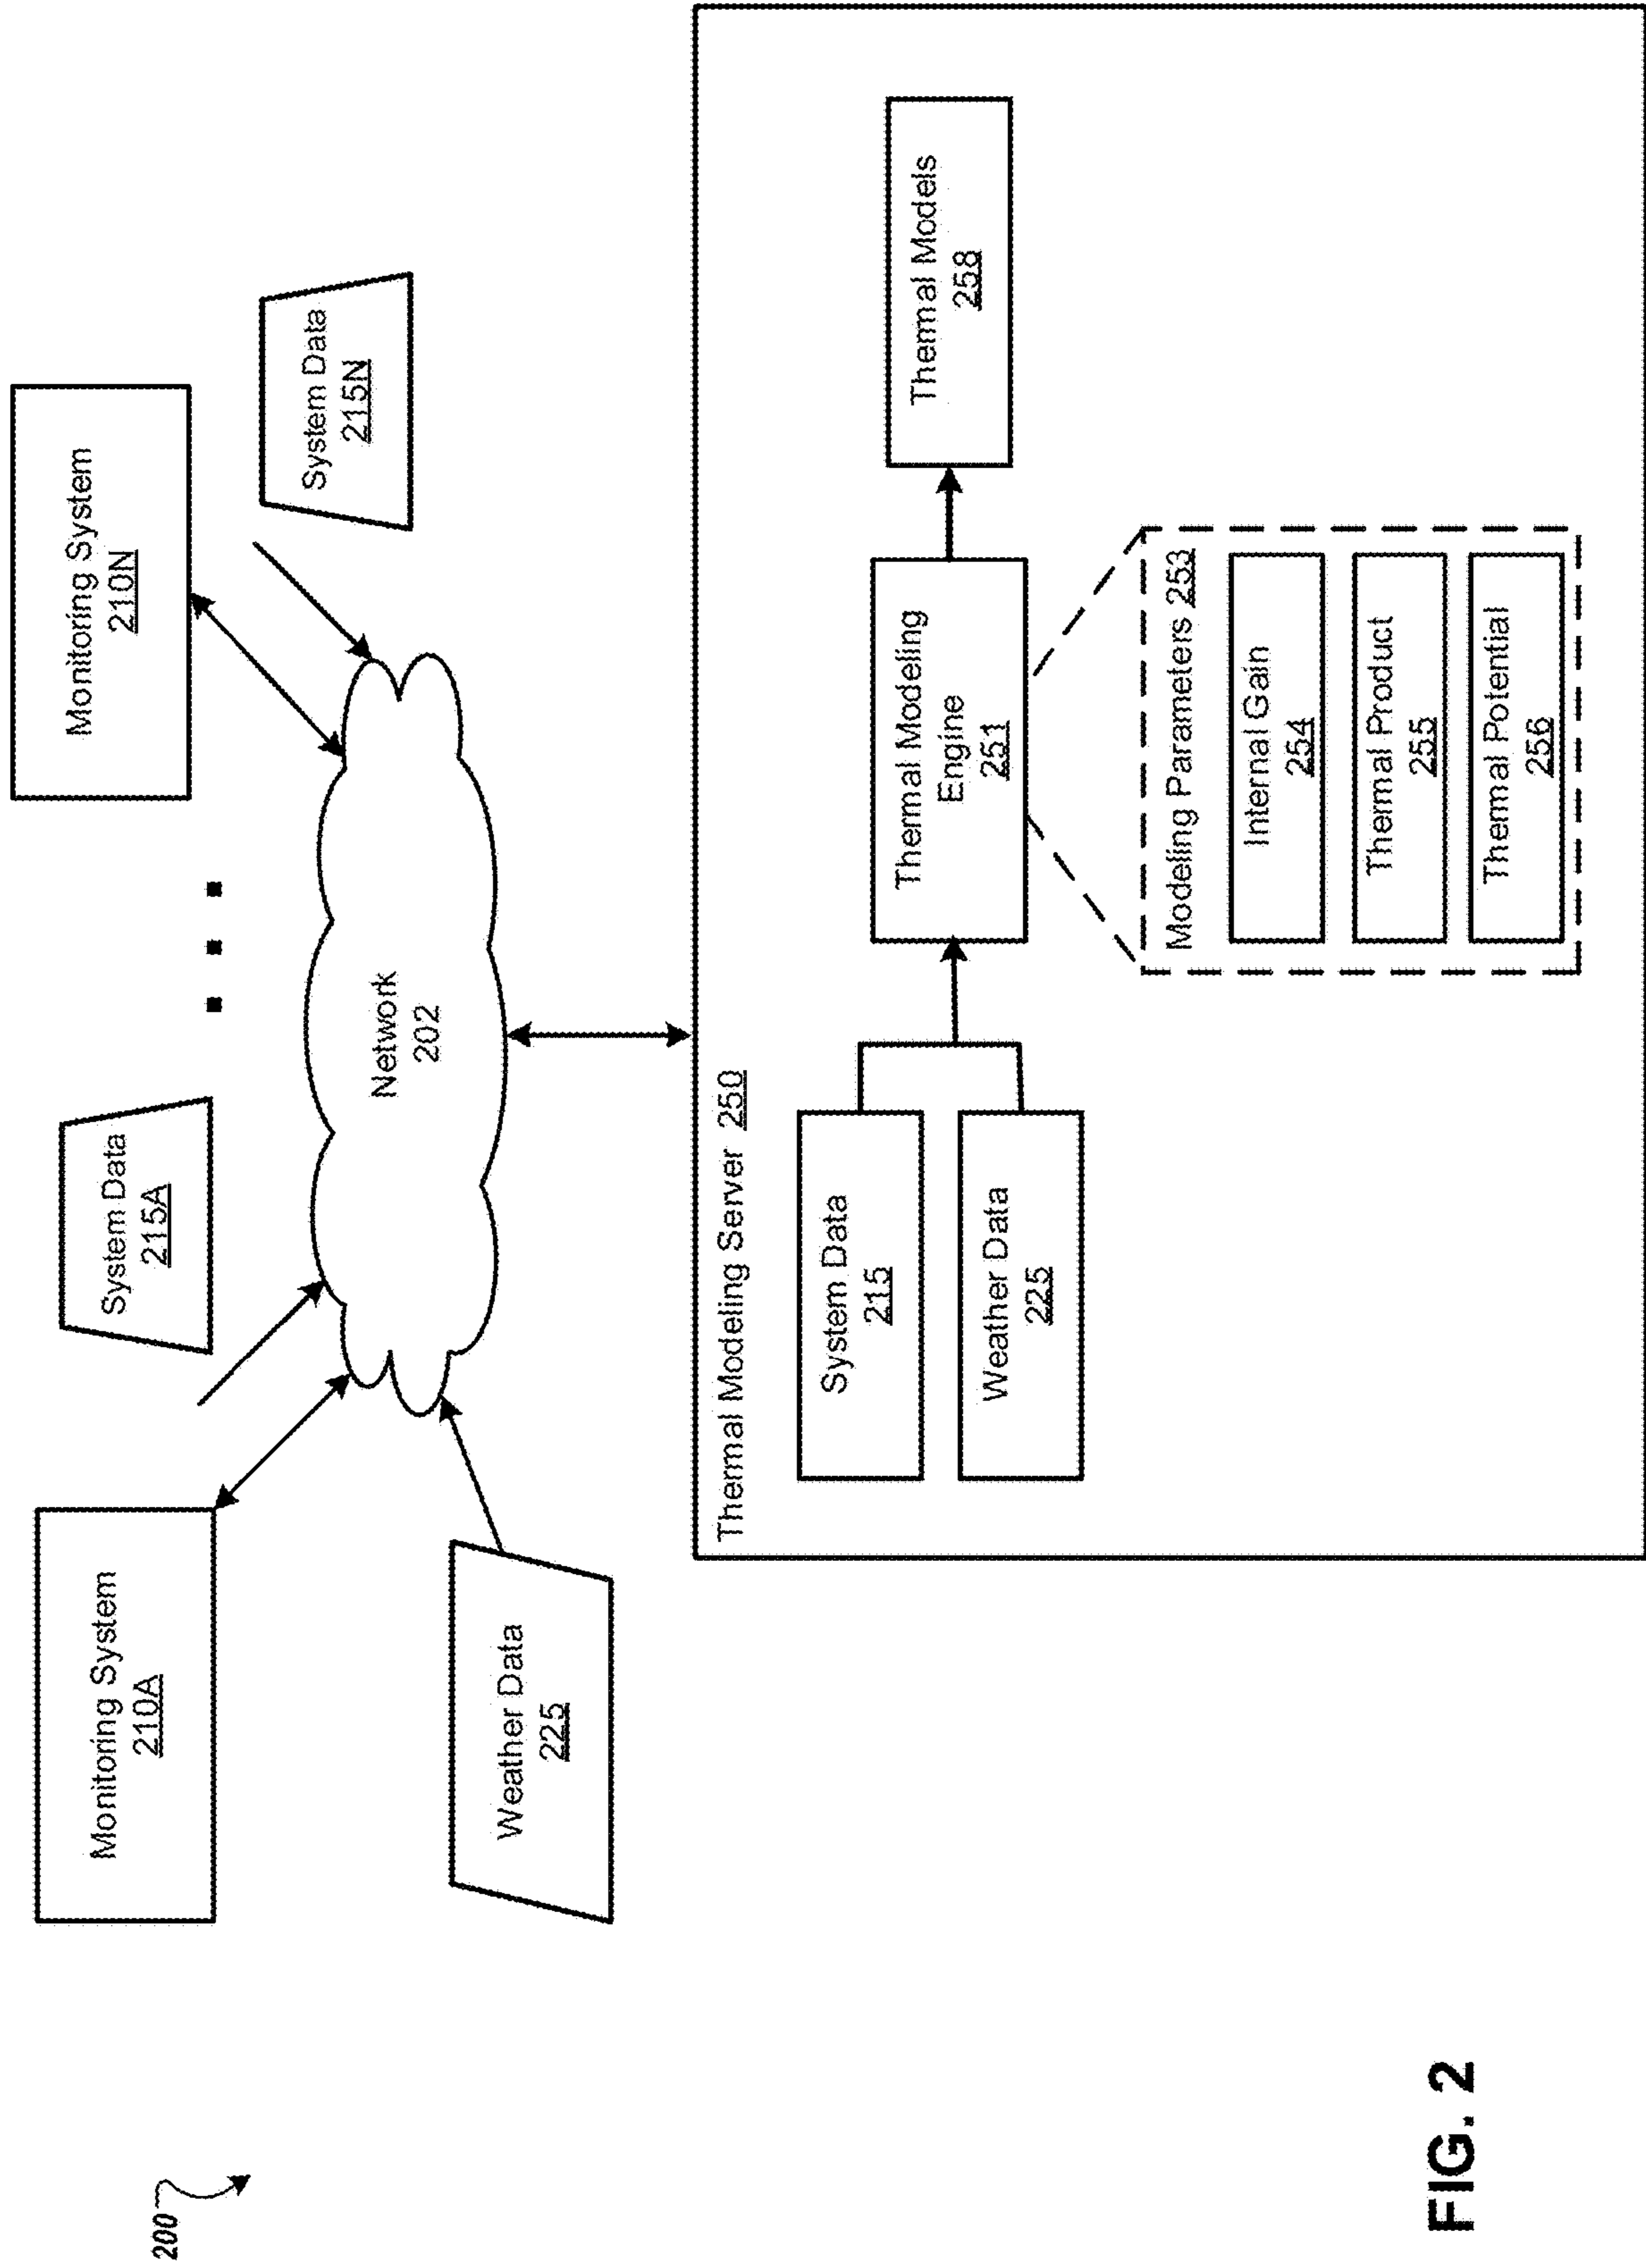 200
Monitoring System
210A
System Data
215A
Monitoring System
210N
System Data
215N
Weather Data
225
Network
202
Thermal Modeling Server 250
System Data
215
Weather Data
225
Thermal Modeling
Engine
251
Thermal Models
258
Modeling Parameters 253
Internal Gain
254
Thermal Product
255
Thermal Potential
256
FIG. 2